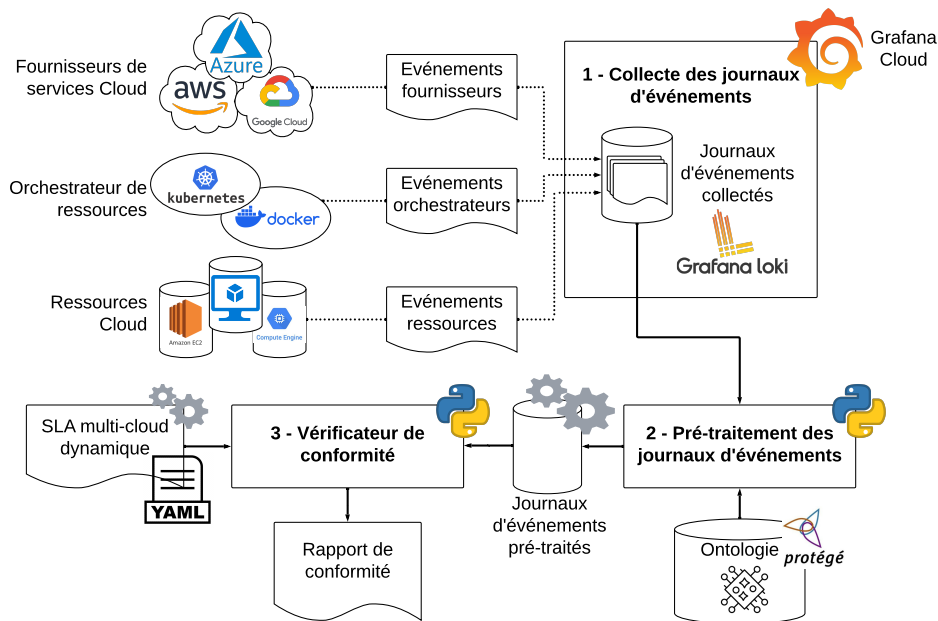 Fournisseurs de
services Cloud
Azure
aws
Google Cloud
Evénements
fournisseurs
1 - Collecte des journaux
d'événements
Grafana
Cloud
Orchestrateur de
ressources
kubernetes
docker
Evénements
orchestrateurs
Journaux
d'événements
collectés
Grafana loki
Ressources
Cloud
Amazon EC2
Compute Engine
Evénements
ressources
SLA multi-cloud
dynamique
YAML
3 - Vérificateur de
conformité
Journaux
d'événements
pré-traités
2 - Pré-traitement des
journaux d'événements
Rapport de
conformité
Ontologie
protégé